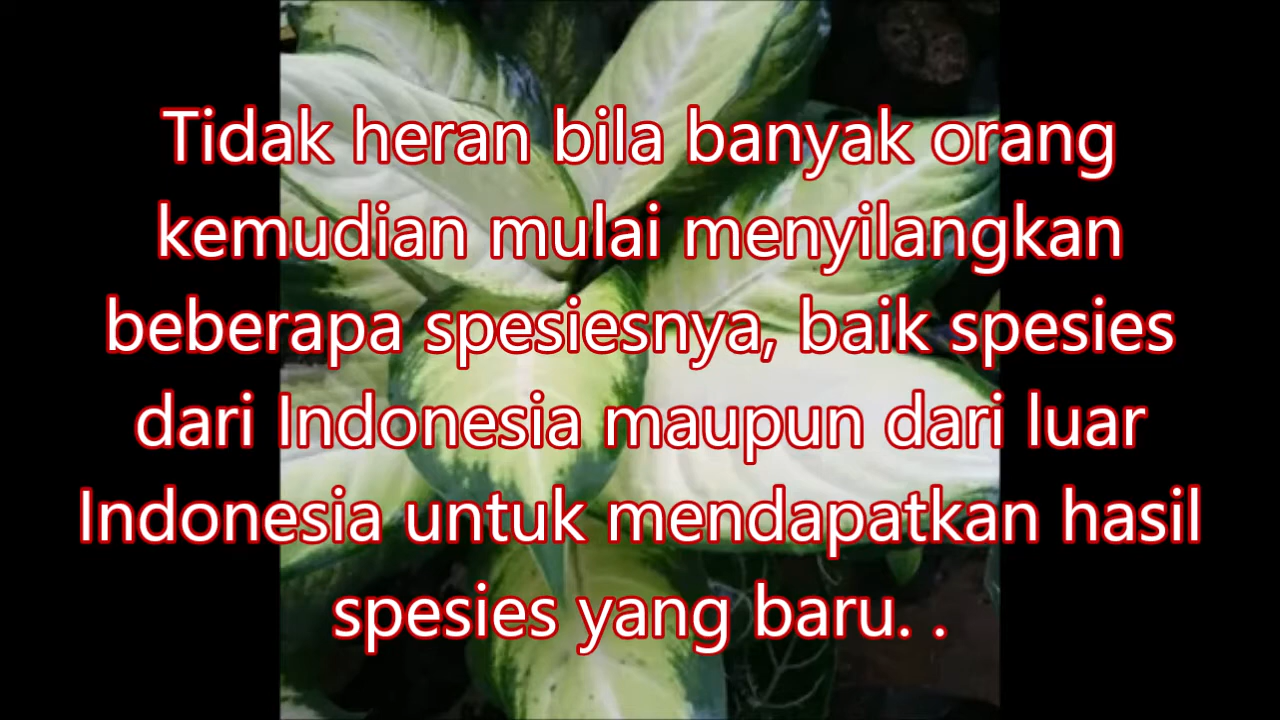 Tidak heran bila banyak orang
kemudian mulai menyilangkan
beberapa spesiesnya, baik spesies
dari Indonesia maupun dari luar
Indonesia untuk mendapatkan hasil
spesies yang baru. .